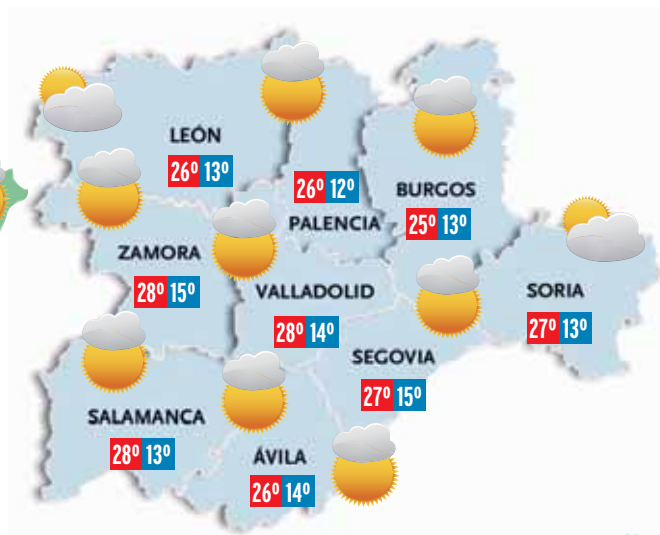 LEÓN
26º 13º
26º 12º
PALENCIA
BURGOS
25º 13º
ZAMORA
28º 15º
VALLADOLID
28º 14º
SORIA
27º 13º
SEGOVIA
27º 15º
SALAMANCA
28º 13º
ÁVILA
26º 14º